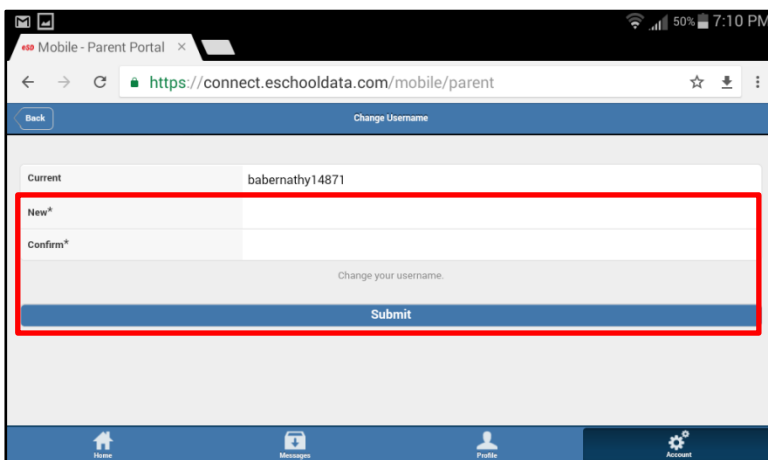 50% 7:10 PM
eSD Mobile - Parent Portal ×
https://connect.eschooldata.com/mobile/parent
Back Change Username
Current babernathy14871
New*
Confirm*
Change your username.
Submit
Home Messages Profile Account